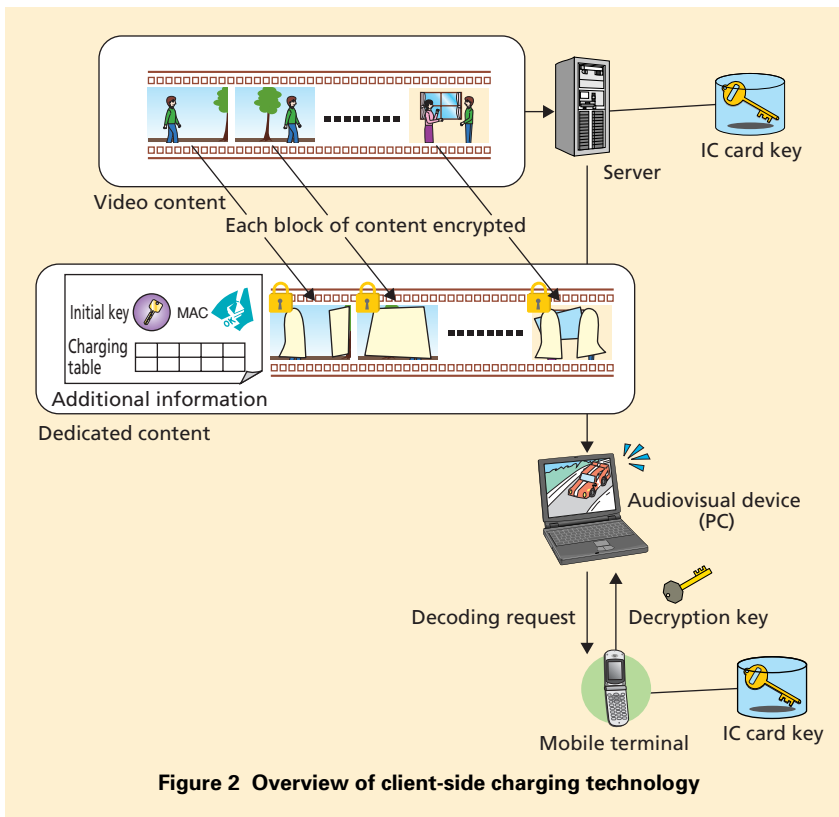 Video content
Server
IC card key
Each block of content encrypted
Initial key
MAC
OK
Charging
table
Additional information
Dedicated content
Audiovisual device
(PC)
Decoding request
Decryption key
Mobile terminal
IC card key
Figure 2 Overview of client-side charging technology